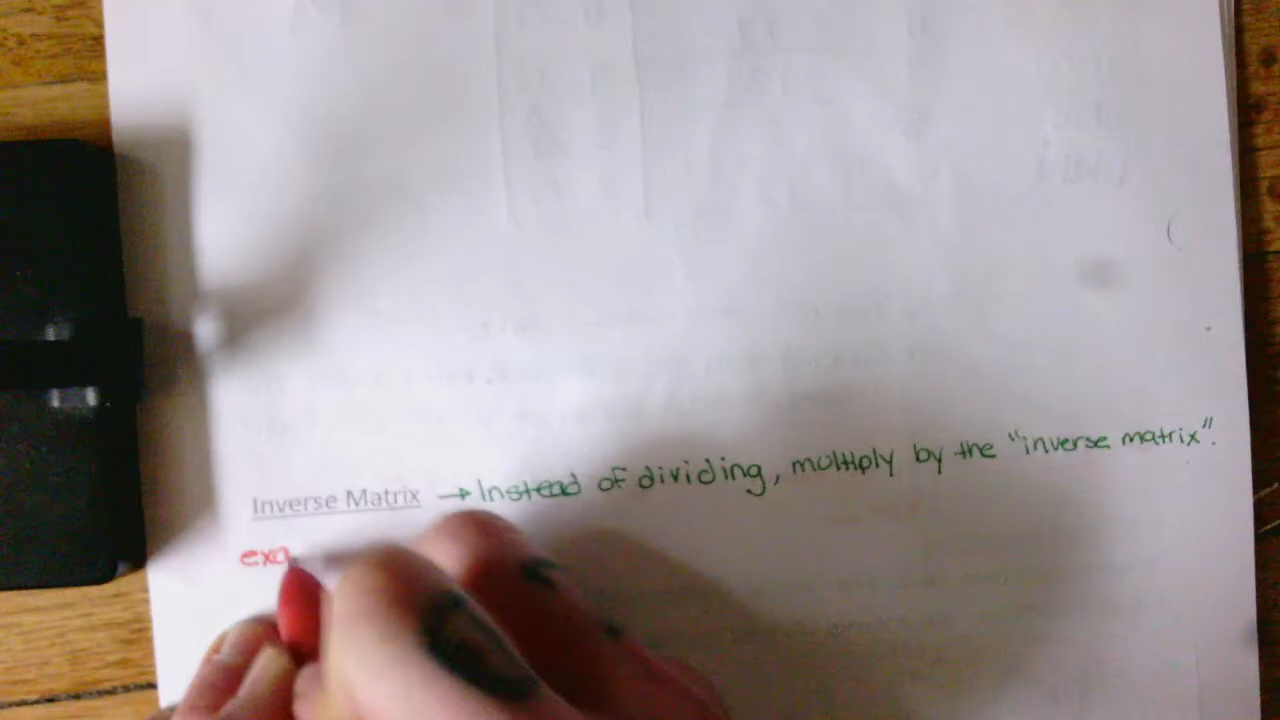 Inverse Matrix → Instead of dividing, multiply by the "inverse matrix".
exa